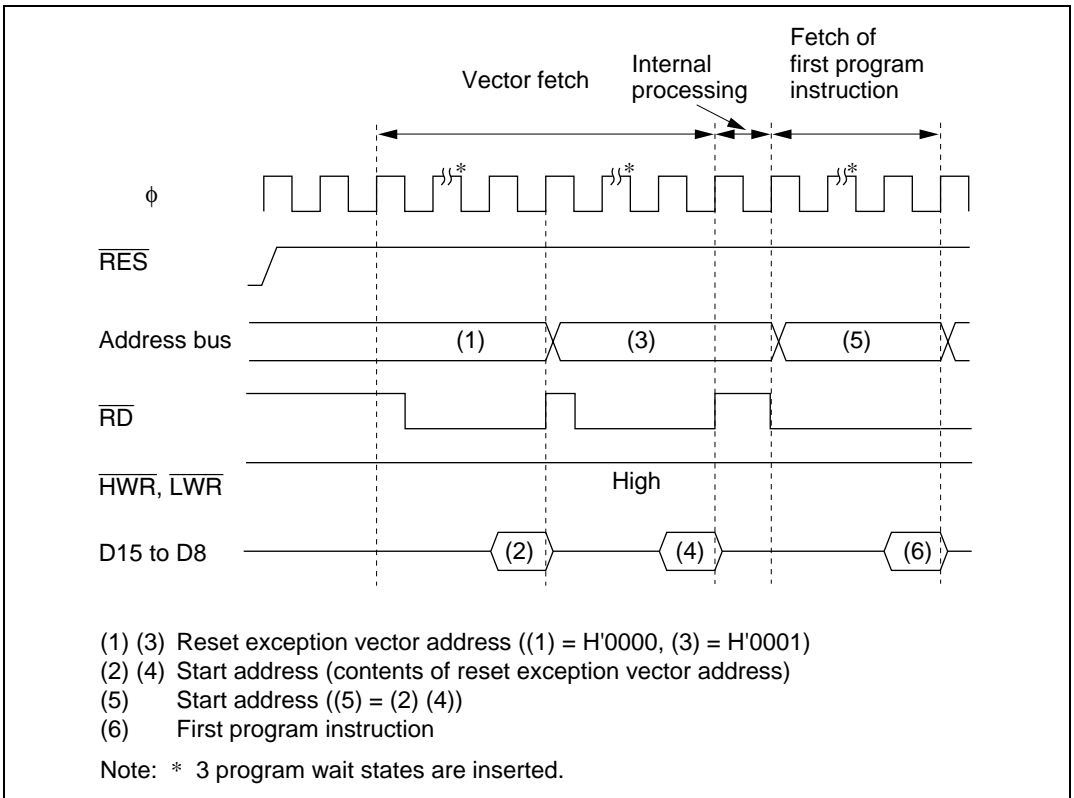 Vector fetch
Internal
processing
Fetch of
first program
instruction
* * *
ϕ
RES
Address bus (1) (3) (5)
RD
HWR, LWR High
D15 to D8 (2) (4) (6)
(1) (3) Reset exception vector address ((1) = H'0000, (3) = H'0001)
(2) (4) Start address (contents of reset exception vector address)
(5) Start address ((5) = (2) (4))
(6) First program instruction
Note: * 3 program wait states are inserted.